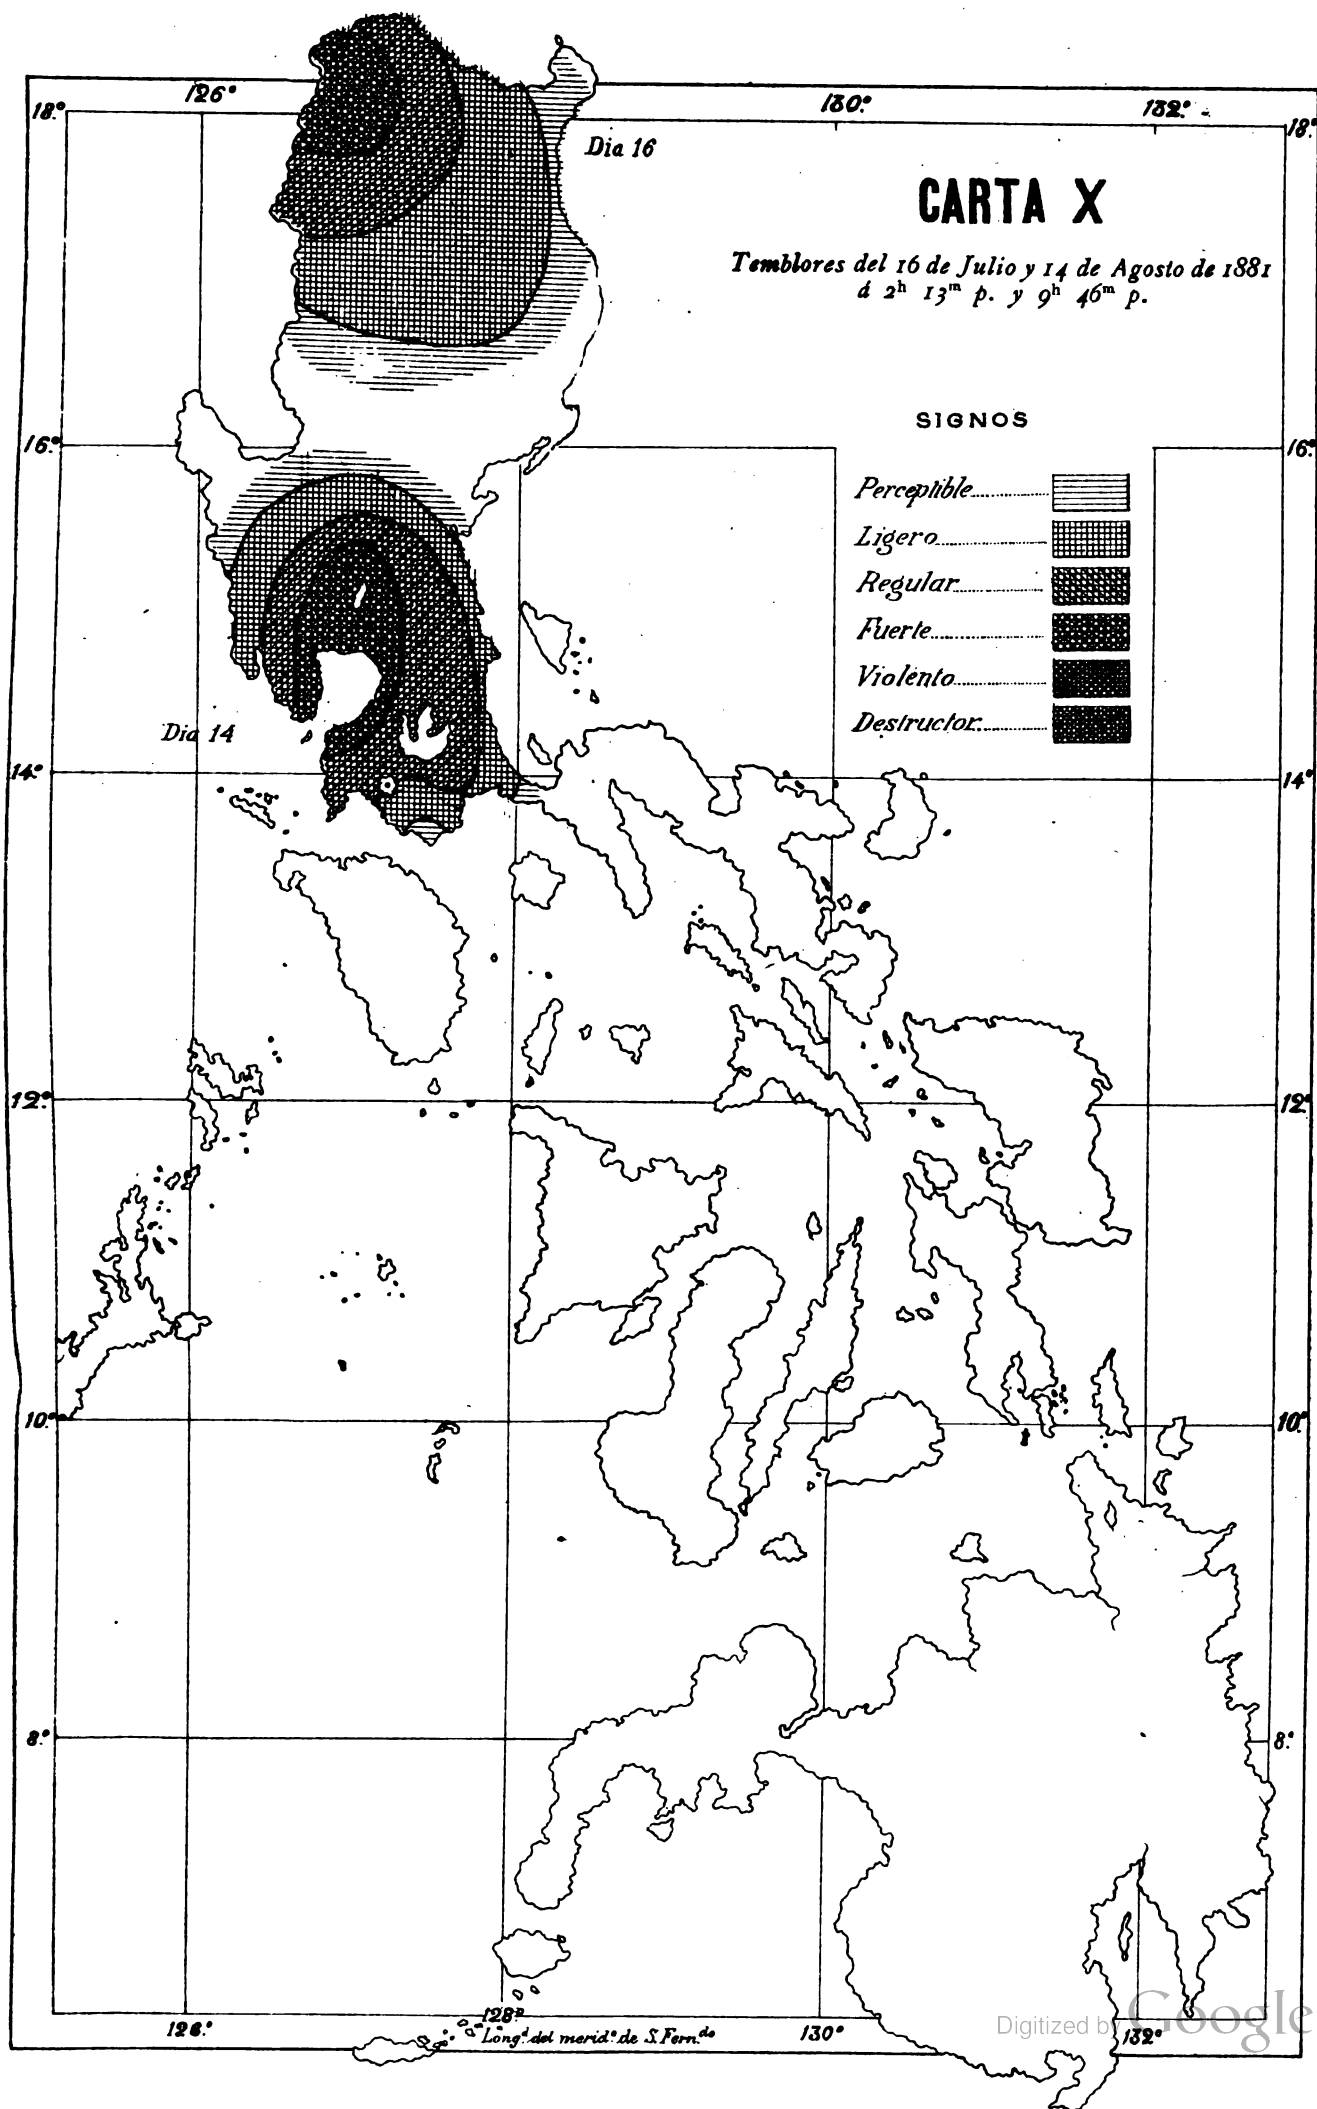 126.° 130.° 132.°
18.° 18.°
Dia 16
CARTA X
Temblores del 16 de Julio y 14 de Agosto de 1881
á 2h 13m p. y 9h 46m p.
SIGNOS
16.° 16.°
Perceptible
Ligero
Regular
Fuerte
Violento
Destructor
Dia 14
14.° 14.°
12.° 12.°
10.° 10.°
8.° 8.°
126.° 128.° 130.° 132.°
Long.d del merid.o de S. Fern.do
Digitized by Google